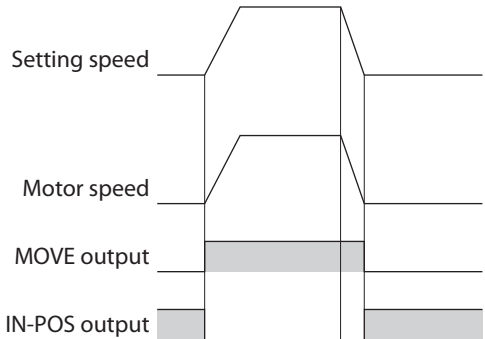 Setting speed
Motor speed
MOVE output
IN-POS output